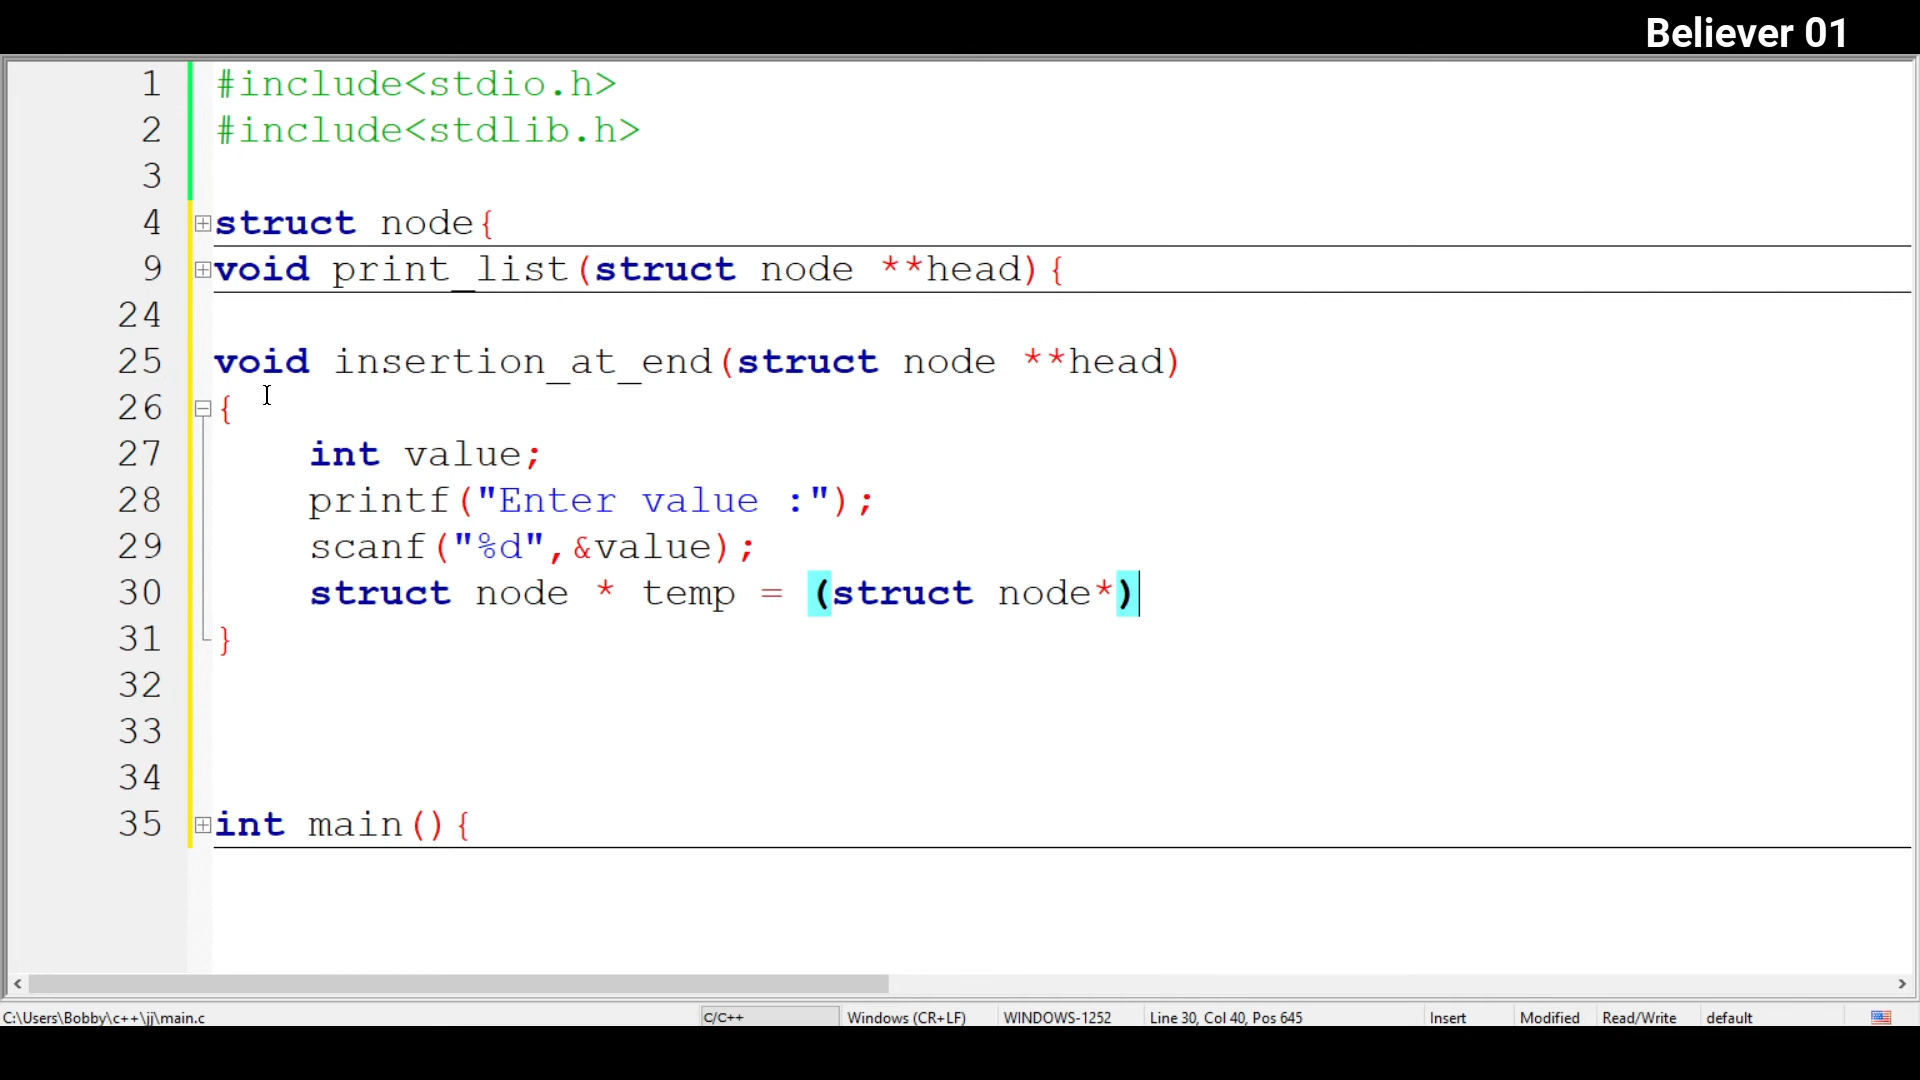 Believer 01
1 #include<stdio.h>
2 #include<stdlib.h>
3
4 struct node{
9 void print_list(struct node **head){
24
25 void insertion_at_end(struct node **head)
26 {
27 int value;
28 printf("Enter value :");
29 scanf("%d",&value);
30 struct node * temp = (struct node*)
31 }
32
33
34
35 int main(){
C:\Users\Bobby\c++\jj\main.c C/C++ Windows (CR+LF) WINDOWS-1252 Line 30, Col 40, Pos 645 Insert Modified Read/Write default